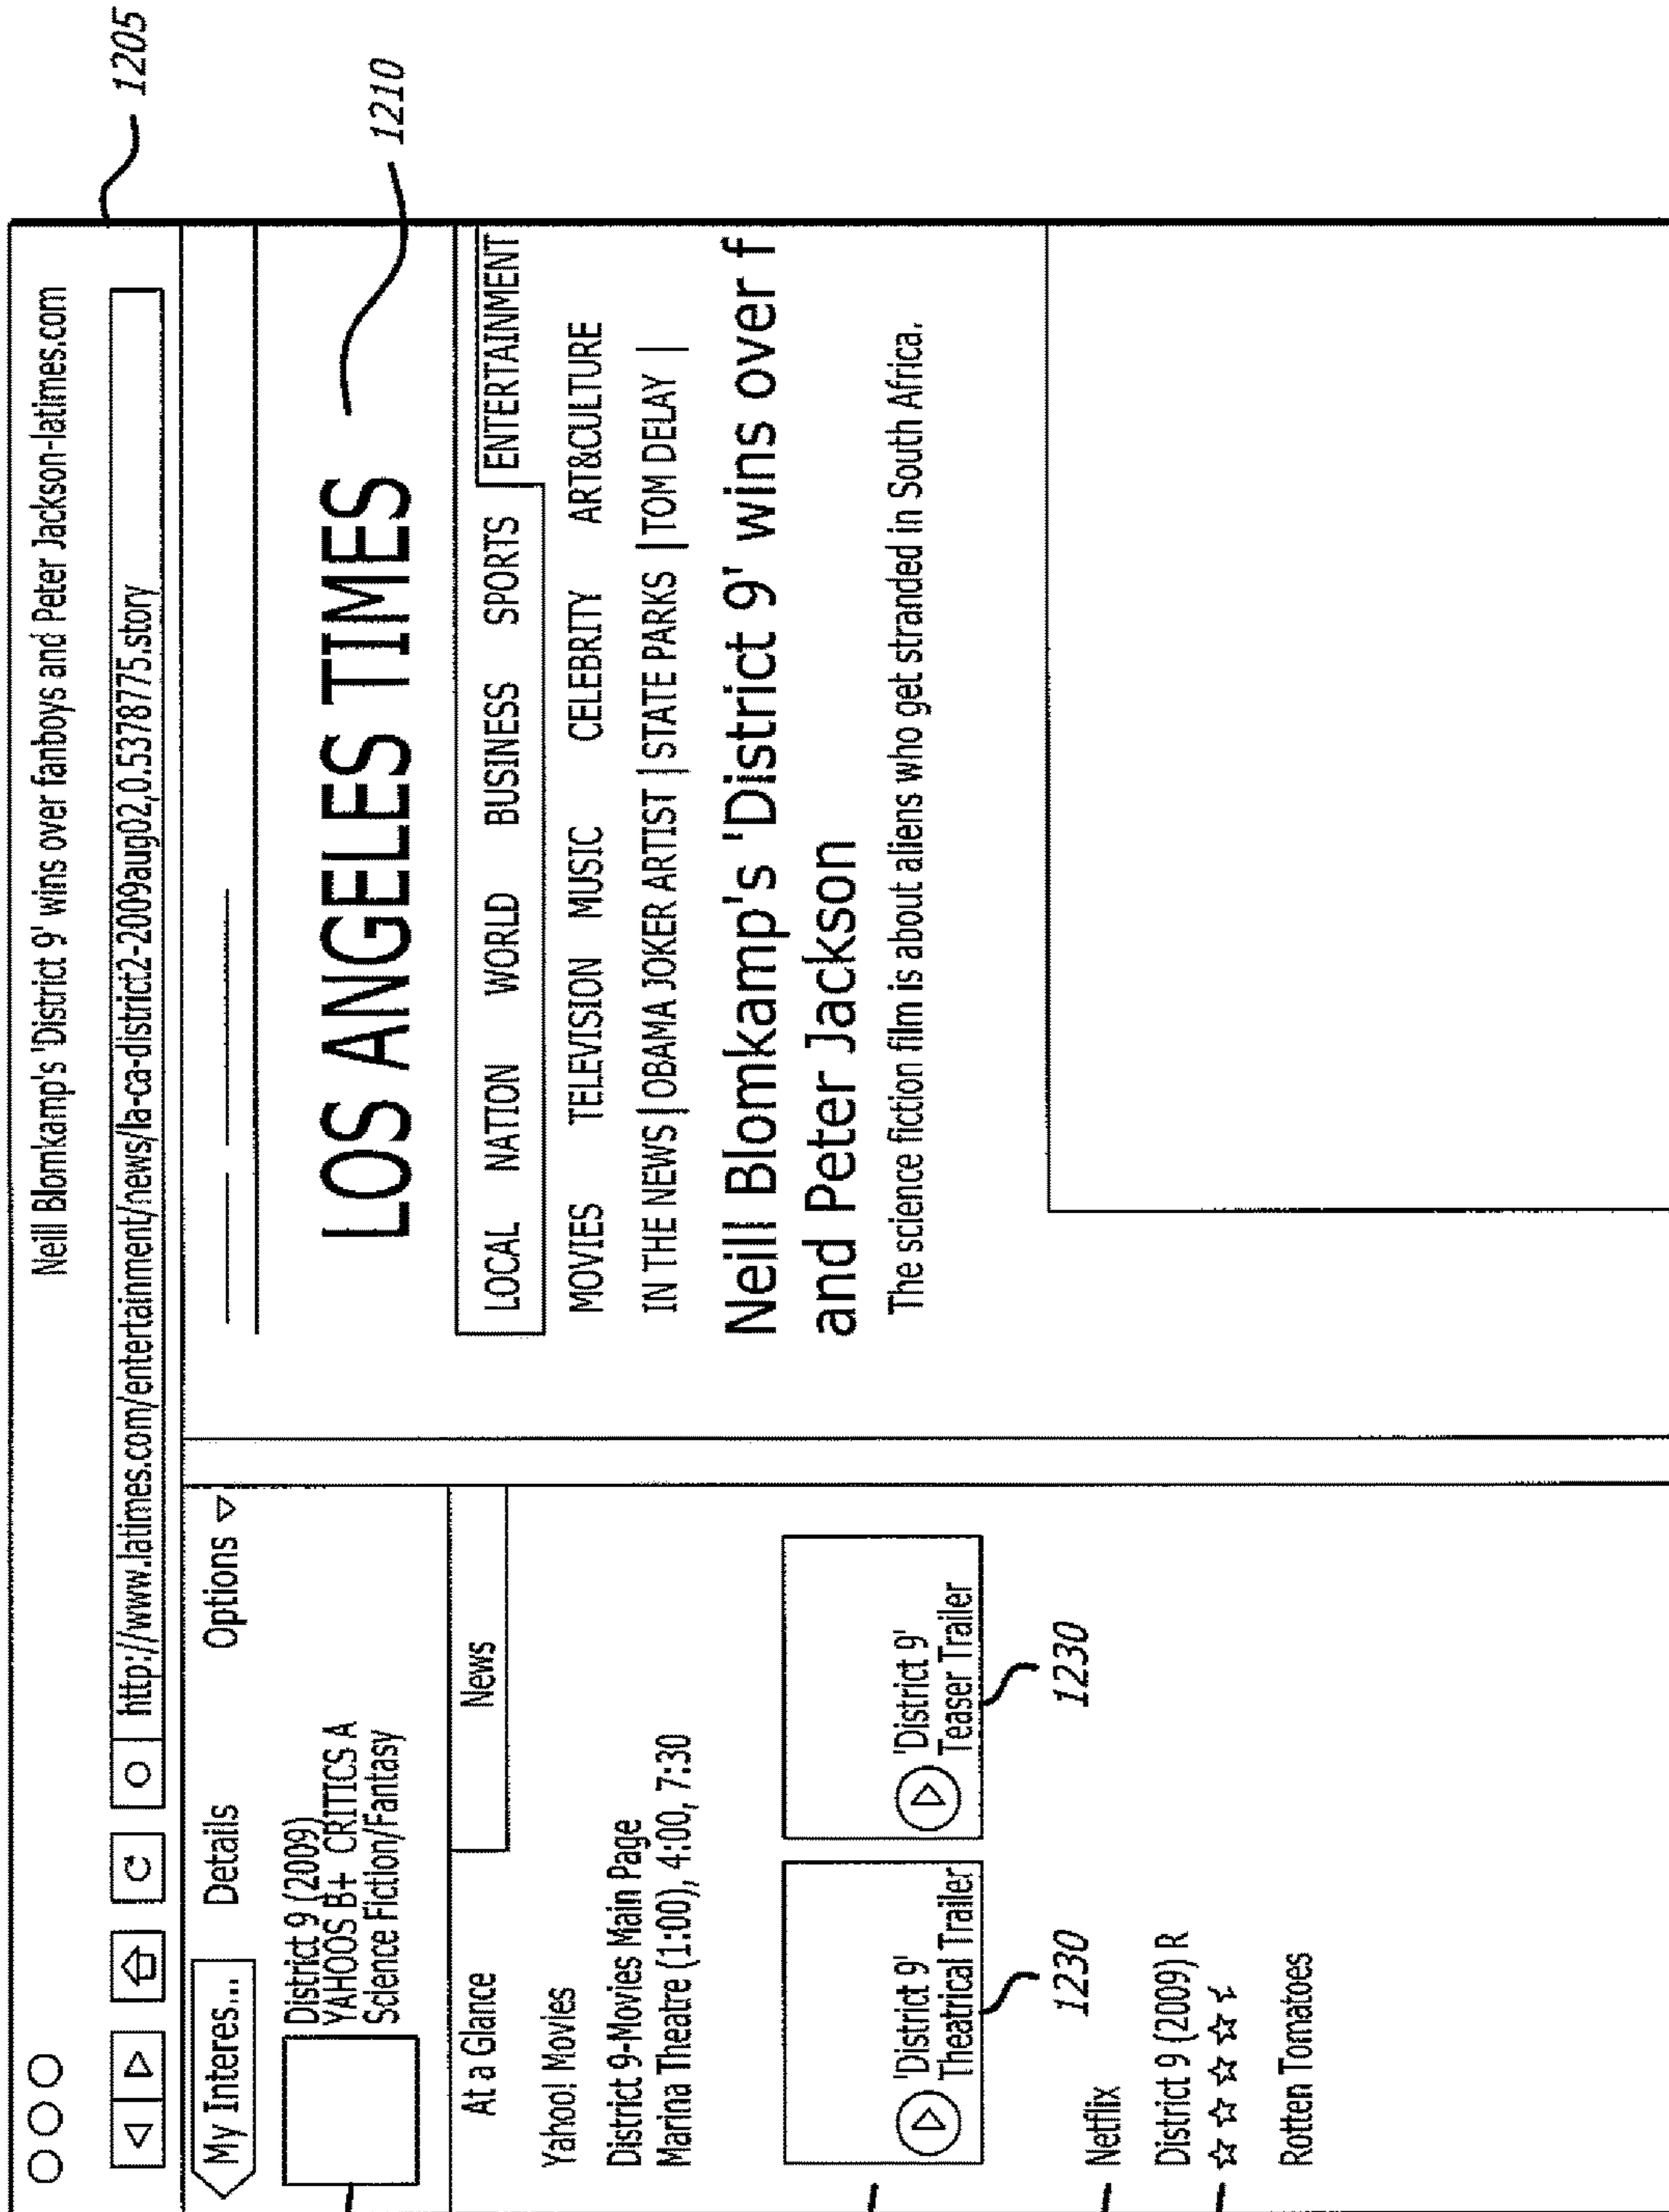 Neill Blomkamp's 'District 9' wins over fanboys and Peter Jackson-latimes.com
1205
http://www.latimes.com/entertainment/news/la-ca-district2-2009aug02,0.5378775.story
My Interes...
Details
Options
District 9 (2009)
YAHOOS B+ CRITICS A
Science Fiction/Fantasy
At a Glance
News
Yahoo! Movies
District 9-Movies Main Page
Marina Theatre (1:00), 4:00, 7:30
'District 9'
Theatrical Trailer
'District 9'
Teaser Trailer
1230
1230
Netflix
District 9 (2009) R
Rotten Tomatoes
LOS ANGELES TIMES
1210
LOCAL NATION WORLD BUSINESS SPORTS ENTERTAINMENT
MOVIES TELEVISION MUSIC CELEBRITY ART&CULTURE
IN THE NEWS | OBAMA JOKER ARTIST | STATE PARKS | TOM DELAY |
Neill Blomkamp's 'District 9' wins over f
and Peter Jackson
The science fiction film is about aliens who get stranded in South Africa.